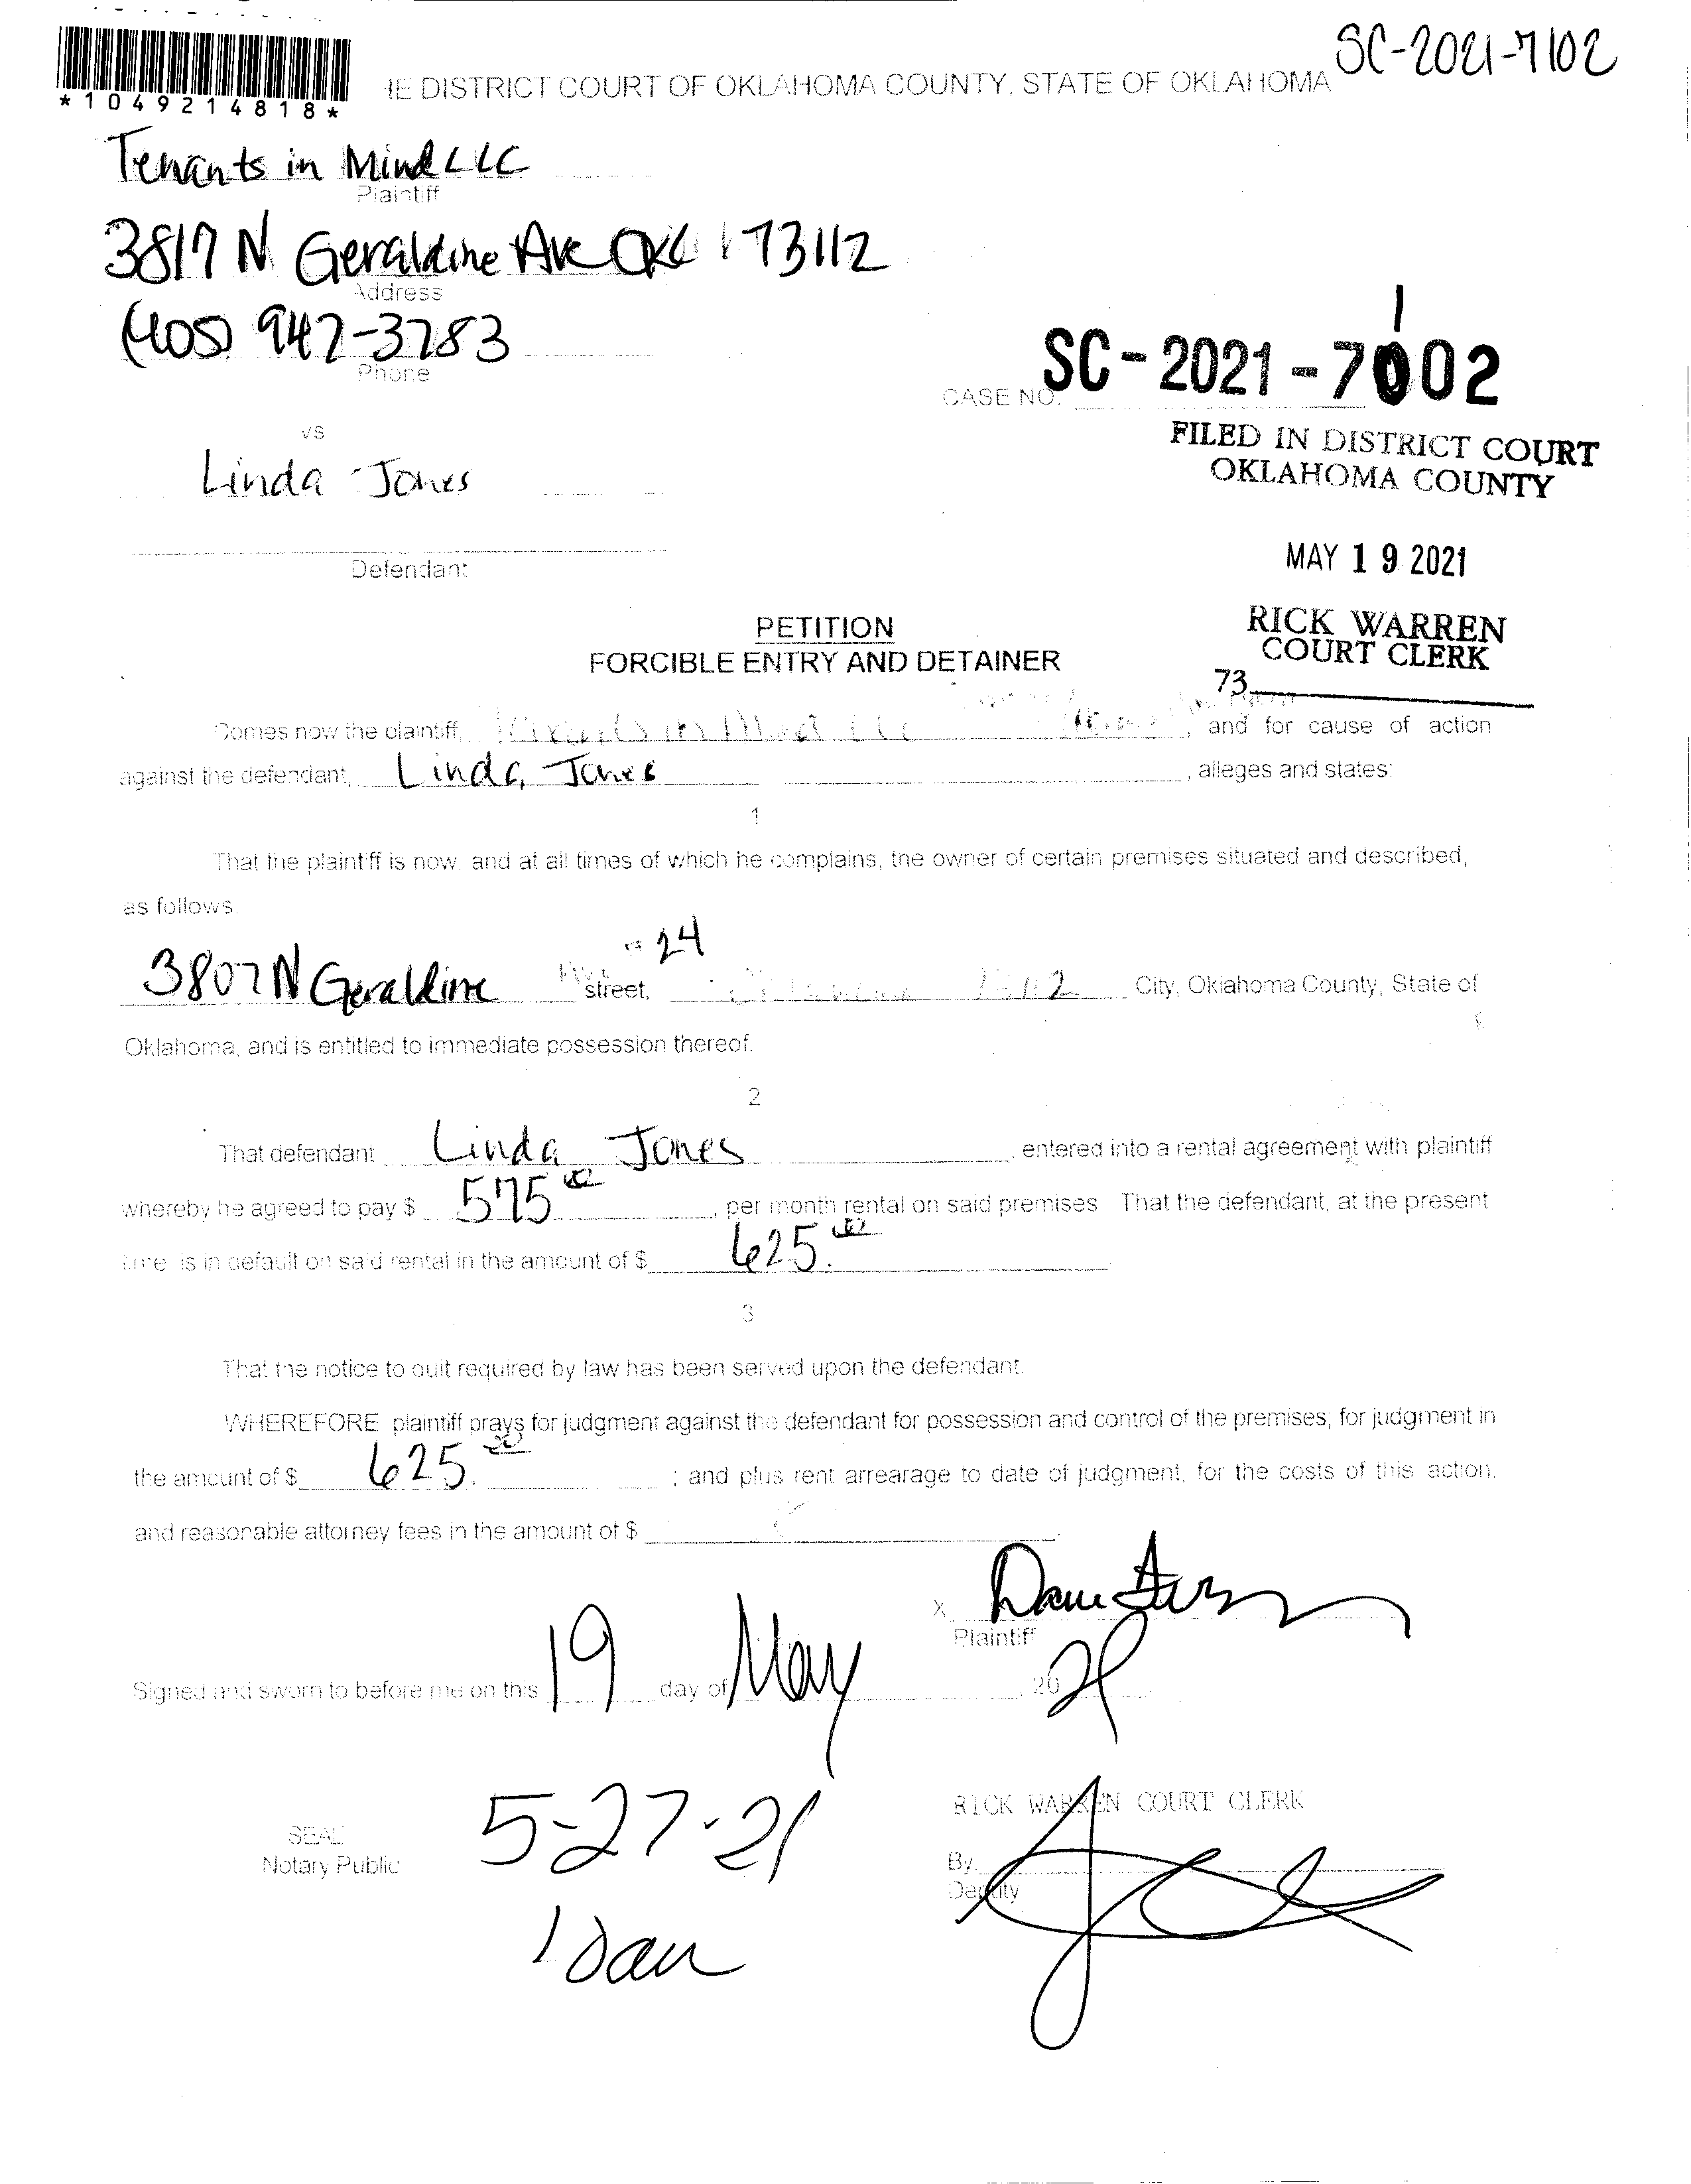 SC-2021-7102
*1049214818*
IE DISTRICT COURT OF OKLAHOMA COUNTY, STATE OF OKLAHOMA
Tenants in Mind LLC
Plaintiff
3817 N Geraldine Ave OKC 73112
Address
(405) 947-3783
Phone
CASE NO. SC-2021-7102
vs
FILED IN DISTRICT COURT
OKLAHOMA COUNTY
Linda Jones
MAY 19 2021
Defendant
PETITION
FORCIBLE ENTRY AND DETAINER
RICK WARREN
COURT CLERK
73
Comes now the plaintiff, Tenants in Mind LLC , and for cause of action
against the defendant, Linda Jones , alleges and states:
1
That the plaintiff is now, and at all times of which he complains, the owner of certain premises situated and described,
as follows.
3807 N Geraldine Ave # 24 street, City, Oklahoma County, State of
Oklahoma, and is entitled to immediate possession thereof.
2
That defendant Linda Jones entered into a rental agreement with plaintiff
whereby he agreed to pay $ 575.00 , per month rental on said premises That the defendant, at the present
time is in default on said rental in the amount of $ 625.00
3
That the notice to quit required by law has been served upon the defendant.
WHEREFORE plaintiff prays for judgment against the defendant for possession and control of the premises; for judgment in
the amount of $ 625.00 ; and plus rent arrearage to date of judgment, for the costs of this action,
and reasonable attorney fees in the amount of $
X
Plaintiff
Signed and sworn to before me on this 19 day of May , 20 21
RICK WARREN COURT CLERK
5-27-21
SEAL
Notary Public
By
Deputy